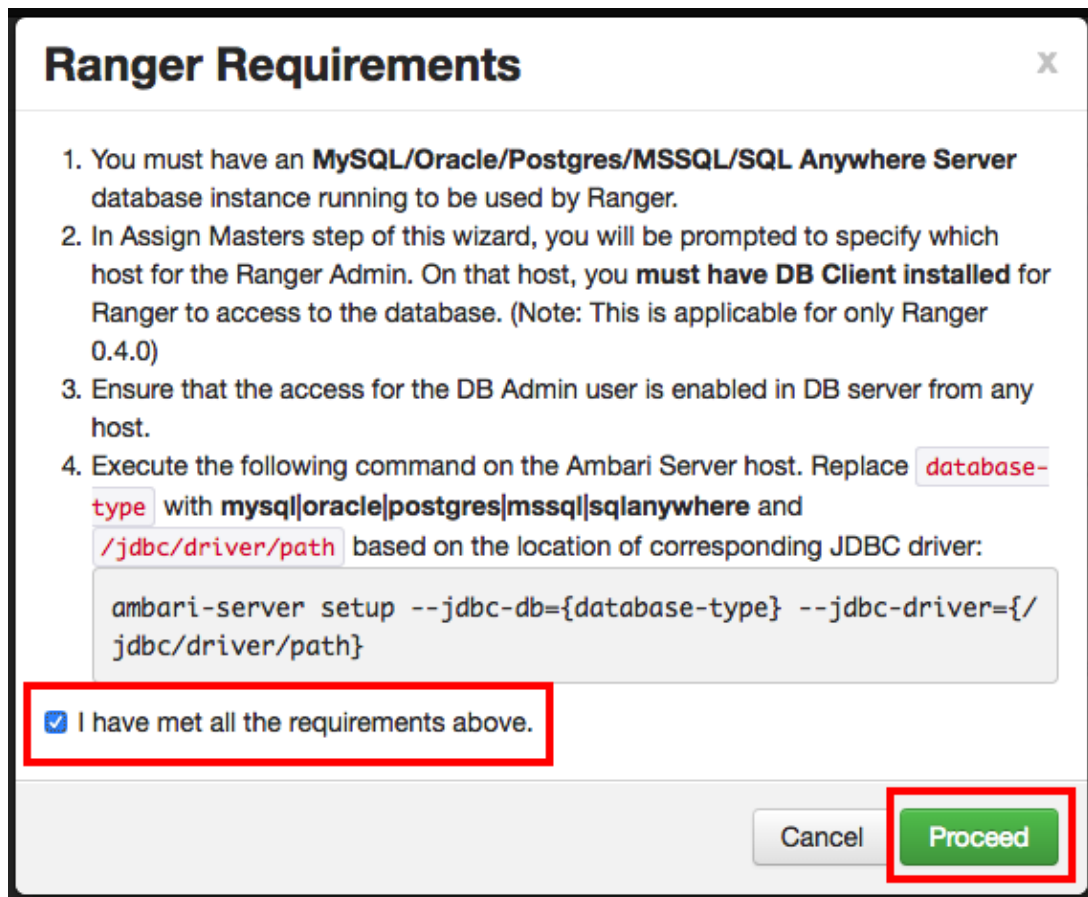 Ranger Requirements x
1. You must have an MySQL/Oracle/Postgres/MSSQL/SQL Anywhere Server
database instance running to be used by Ranger.
2. In Assign Masters step of this wizard, you will be prompted to specify which
host for the Ranger Admin. On that host, you must have DB Client installed for
Ranger to access to the database. (Note: This is applicable for only Ranger
0.4.0)
3. Ensure that the access for the DB Admin user is enabled in DB server from any
host.
4. Execute the following command on the Ambari Server host. Replace database-
type with mysql|oracle|postgres|mssql|sqlanywhere and
/jdbc/driver/path based on the location of corresponding JDBC driver:
ambari-server setup --jdbc-db={database-type} --jdbc-driver={/
jdbc/driver/path}
I have met all the requirements above.
Cancel Proceed